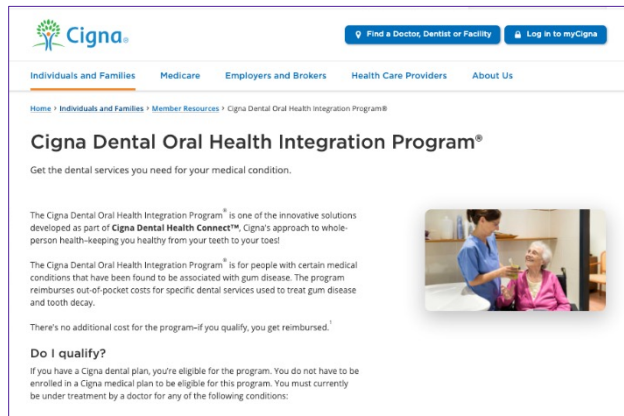 Cigna®
Find a Doctor, Dentist or Facility
Log in to myCigna
Individuals and Families
Medicare
Employers and Brokers
Health Care Providers
About Us
Home > Individuals and Families > Member Resources > Cigna Dental Oral Health Integration Program®
Cigna Dental Oral Health Integration Program®
Get the dental services you need for your medical condition.
The Cigna Dental Oral Health Integration Program® is one of the innovative solutions
developed as part of Cigna Dental Health Connect™, Cigna's approach to whole-
person health–keeping you healthy from your teeth to your toes!
The Cigna Dental Oral Health Integration Program® is for people with certain medical
conditions that have been found to be associated with gum disease. The program
reimburses out-of-pocket costs for specific dental services used to treat gum disease
and tooth decay.
There's no additional cost for the program–if you qualify, you get reimbursed.¹
Do I qualify?
If you have a Cigna dental plan, you're eligible for the program. You do not have to be
enrolled in a Cigna medical plan to be eligible for this program. You must currently
be under treatment by a doctor for any of the following conditions: